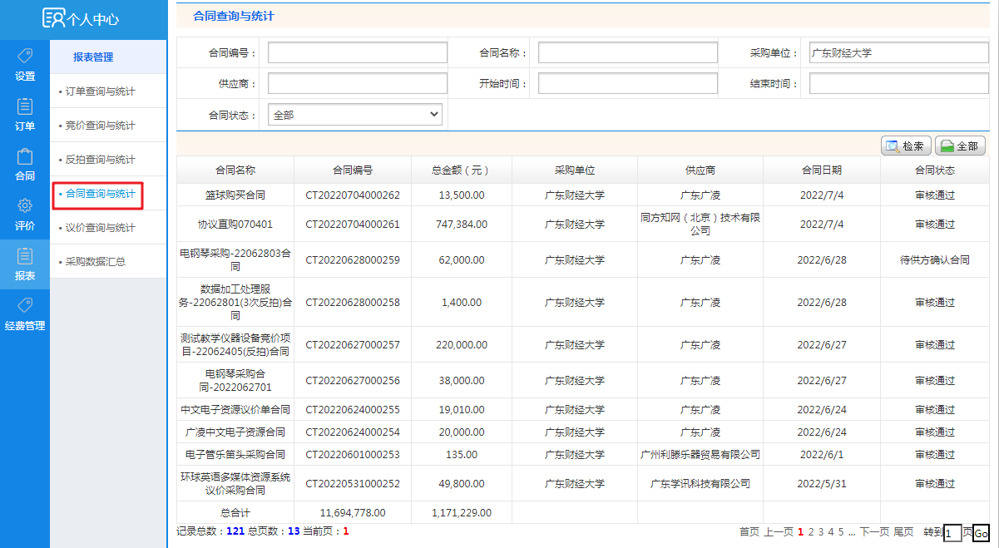 个人中心
设置
订单
合同
评价
报表
经费管理
报表管理
• 订单查询与统计
• 竞价查询与统计
• 反拍查询与统计
• 合同查询与统计
• 议价查询与统计
• 采购数据汇总
合同查询与统计
合同编号： 合同名称： 采购单位： 广东财经大学
供应商： 开始时间： 结束时间：
合同状态： 全部
检索 全部
合同名称 合同编号 总金额（元） 采购单位 供应商 合同日期 合同状态
篮球购买合同 CT20220704000262 13,500.00 广东财经大学 广东广凌 2022/7/4 审核通过
协议直购070401 CT20220704000261 747,384.00 广东财经大学 同方知网（北京）技术有限
公司 2022/7/4 审核通过
电钢琴采购-22062803合
同 CT20220628000259 62,000.00 广东财经大学 广东广凌 2022/6/28 待供方确认合同
数据加工处理服
务-22062801(3次反拍)合
同 CT20220628000258 1,400.00 广东财经大学 广东广凌 2022/6/28 审核通过
测试教学仪器设备竞价项
目-22062405(反拍)合同 CT20220627000257 220,000.00 广东财经大学 广东广凌 2022/6/27 审核通过
电钢琴采购合
同-2022062701 CT20220627000256 38,000.00 广东财经大学 广东广凌 2022/6/27 审核通过
中文电子资源议价单合同 CT20220624000255 19,010.00 广东财经大学 广东广凌 2022/6/24 审核通过
广凌中文电子资源合同 CT20220624000254 20,000.00 广东财经大学 广东广凌 2022/6/24 审核通过
电子管乐笛头采购合同 CT20220601000253 135.00 广东财经大学 广州利滕乐器贸易有限公司 2022/6/1 审核通过
环球英语多媒体资源系统
议价采购合同 CT20220531000252 49,800.00 广东财经大学 广东学讯科技有限公司 2022/5/31 审核通过
总合计 11,694,778.00 1,171,229.00
记录总数：121 总页数：13 当前页：1 首页 上一页 1 2 3 4 5 ... 下一页 尾页 转到 1 页 Go